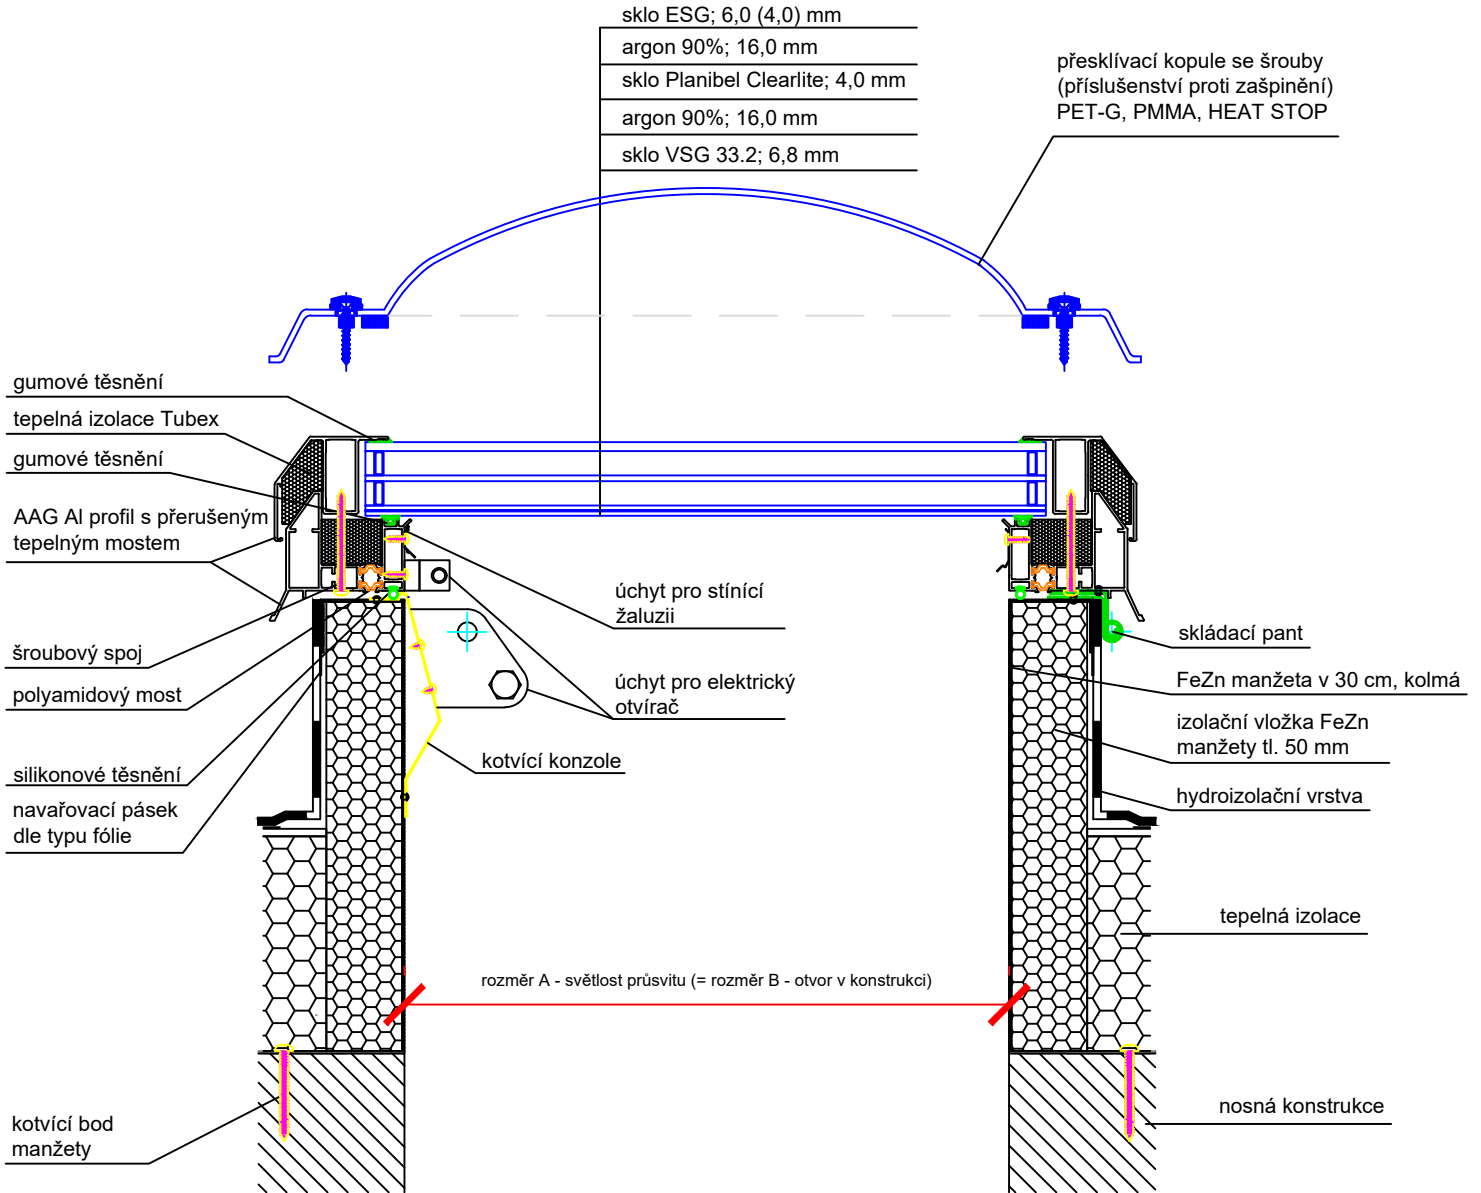 sklo ESG; 6,0 (4,0) mm
argon 90%; 16,0 mm
sklo Planibel Clearlite; 4,0 mm
argon 90%; 16,0 mm
sklo VSG 33.2; 6,8 mm
přesklívací kopule se šrouby
(příslušenství proti zašpinění)
PET-G, PMMA, HEAT STOP
gumové těsnění
tepelná izolace Tubex
gumové těsnění
AAG Al profil s přerušeným
tepelným mostem
šroubový spoj
polyamidový most
silikonové těsnění
navařovací pásek
dle typu fólie
úchyt pro stínící
žaluzii
úchyt pro elektrický
otvírač
kotvící konzole
skládací pant
FeZn manžeta v 30 cm, kolmá
izolační vložka FeZn
manžety tl. 50 mm
hydroizolační vrstva
tepelná izolace
rozměr A - světlost průsvitu (= rozměr B - otvor v konstrukci)
kotvící bod
manžety
nosná konstrukce